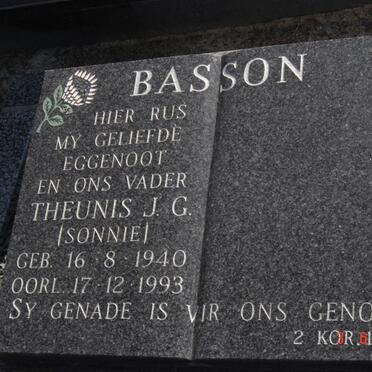 BASSON
HIER RUS
MY GELIEFDE
EGGENOOT
EN ONS VADER
THEUNIS J. G.
[SONNIE]
GEB. 16 - 8 - 1940
OORL. 17 - 12 - 1993
SY GENADE IS VIR ONS GENO
2 KOR. 1